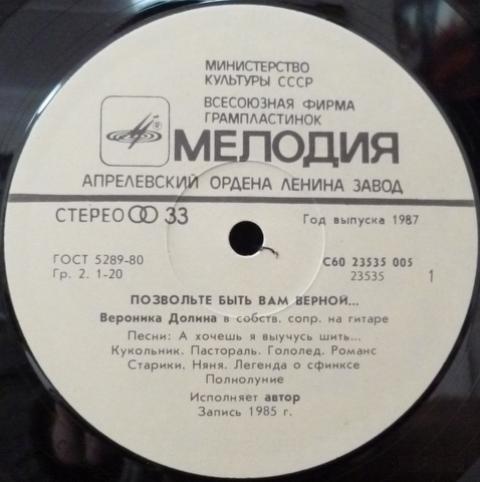 МИНИСТЕРСТВО
КУЛЬТУРЫ СССР
ВСЕСОЮЗНАЯ ФИРМА
ГРАМПЛАСТИНОК
МЕЛОДИЯ
АПРЕЛЕВСКИЙ ОРДЕНА ЛЕНИНА ЗАВОД
СТЕРЕО 33
Год выпуска 1987
ГОСТ 5289-80
Гр. 2. 1-20
С60 23535 005
23535 1
ПОЗВОЛЬТЕ БЫТЬ ВАМ ВЕРНОЙ...
Вероника Долина в собств. сопр. на гитаре
Песни: А хочешь я выучусь шить...
Кукольник. Пастораль. Гололед. Романс
Старики. Няня. Легенда о сфинксе
Полнолуние
Исполняет автор
Запись 1985 г.